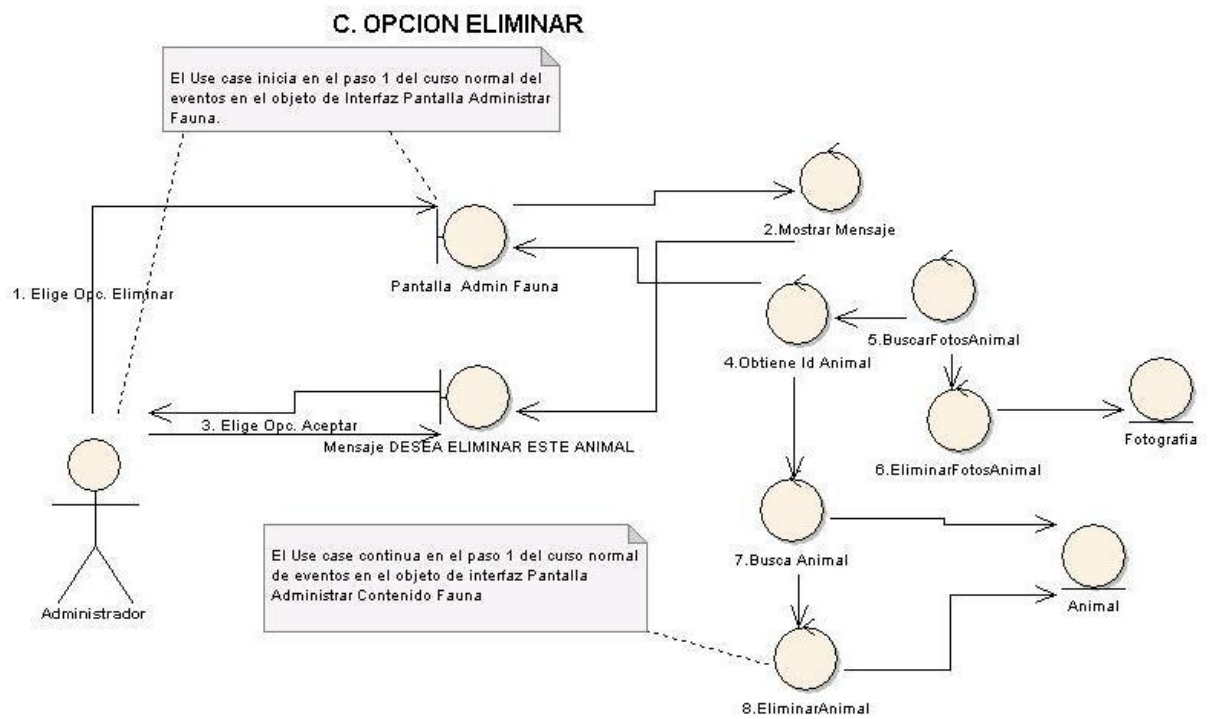 C. OPCION ELIMINAR
El Use case inicia en el paso 1 del curso normal del
eventos en el objeto de Interfaz Pantalla Administrar
Fauna.
2.Mostrar Mensaje
Pantalla Admin Fauna
1. Elige Opc. Eliminar
5.BuscarFotosAnimal
4.Obtiene Id Animal
3. Elige Opc. Aceptar
Mensaje DESEA ELIMINAR ESTE ANIMAL
Fotografia
6.EliminarFotosAnimal
El Use case continua en el paso 1 del curso normal
de eventos en el objeto de interfaz Pantalla
Administrar Contenido Fauna
7.Busca Animal
Administrador
Animal
8.EliminarAnimal